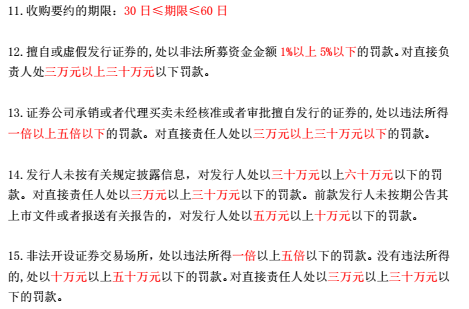 11.收购要约的期限：30 日≤期限≤60 日
12.擅自或虚假发行证券的,处以非法所募资金金额 1%以上 5%以下的罚款。对直接负
责人处三万元以上三十万元以下罚款。
13.证券公司承销或者代理买卖未经核准或者审批擅自发行的证券的,处以违法所得
一倍以上五倍以下的罚款。对直接责任人处以三万元以上三十万元以下的罚款。
14.发行人未按有关规定披露信息，对发行人处以三十万元以上六十万元以下的罚
款。对直接责任人处以三万元以上三十万元以下的罚款。前款发行人未按期公告其
上市文件或者报送有关报告的，对发行人处以五万元以上十万元以下的罚款。
15.非法开设证券交易场所，处以违法所得一倍以上五倍以下的罚款。没有违法所得
的,处以十万元以上五十万元以下的罚款。对直接责任人处以三万元以上三十万元以
下的罚款。